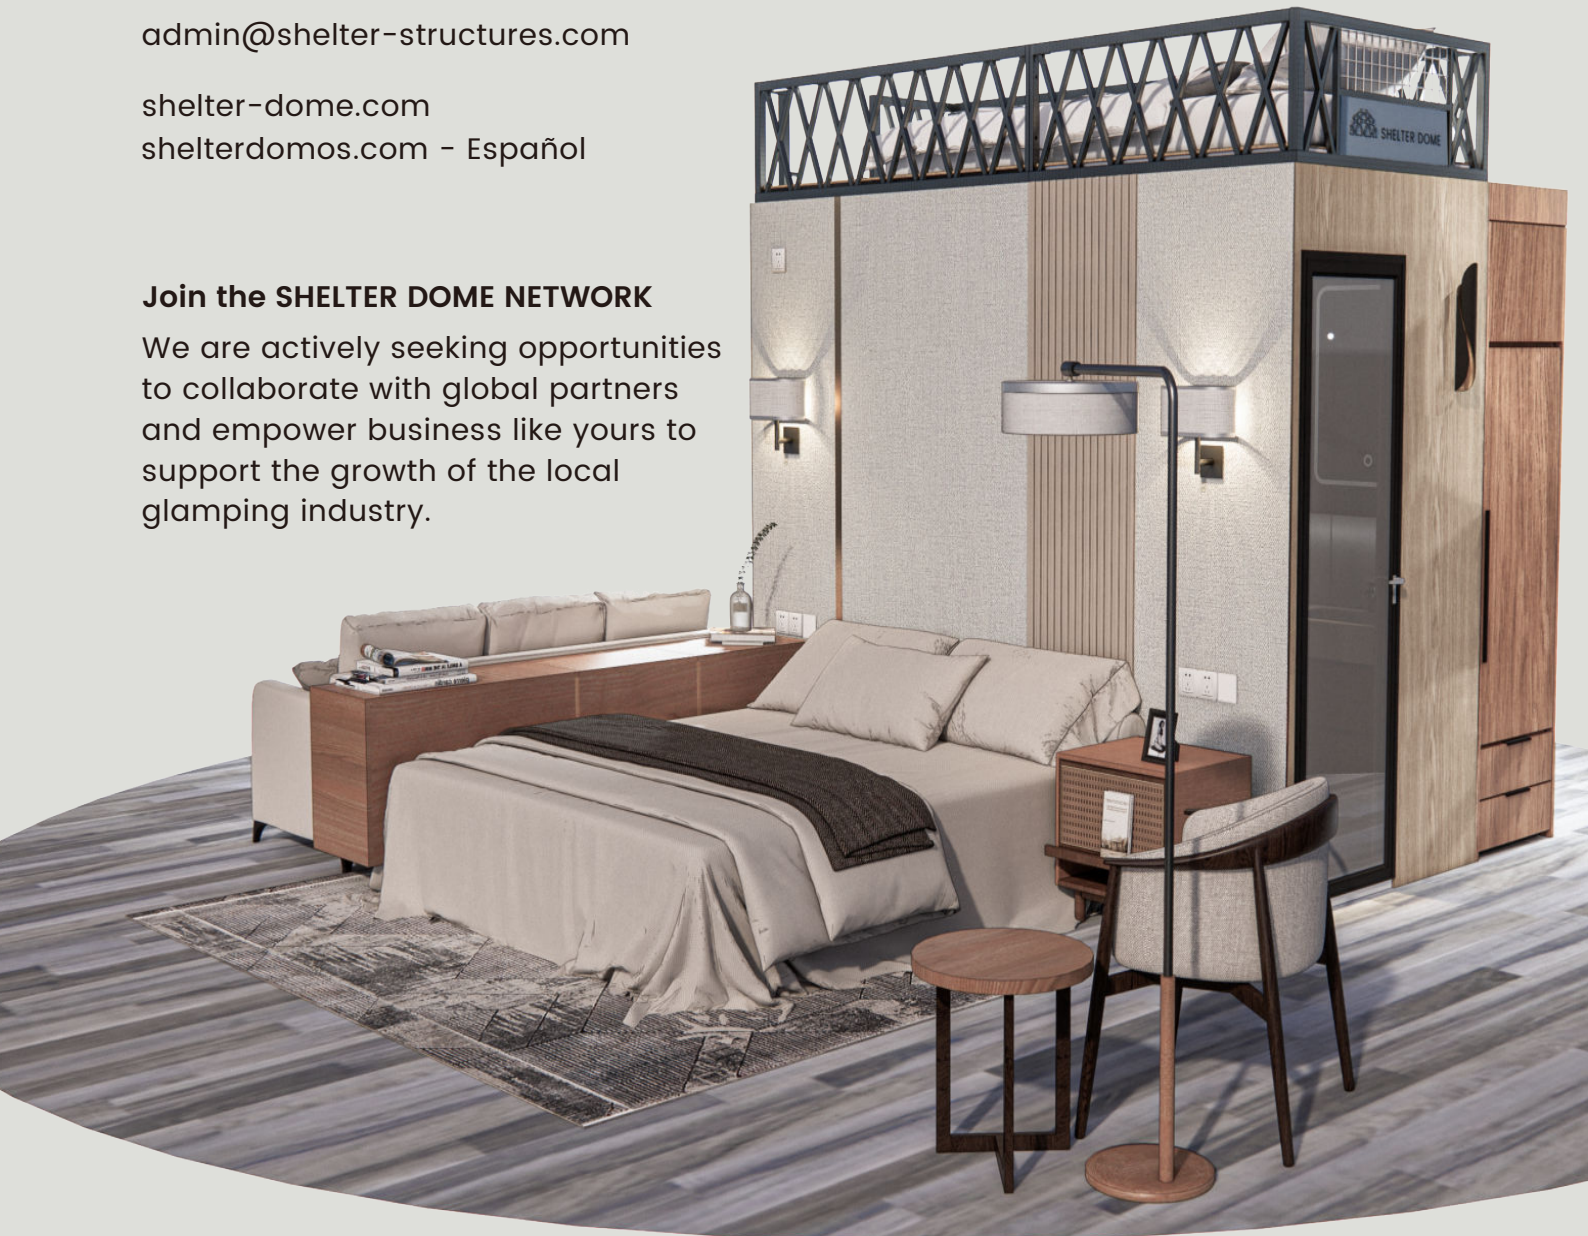 admin@shelter-structures.com
shelter-dome.com
shelterdomos.com - Español
Join the SHELTER DOME NETWORK
We are actively seeking opportunities
to collaborate with global partners
and empower business like yours to
support the growth of the local
glamping industry.
SHELTER DOME